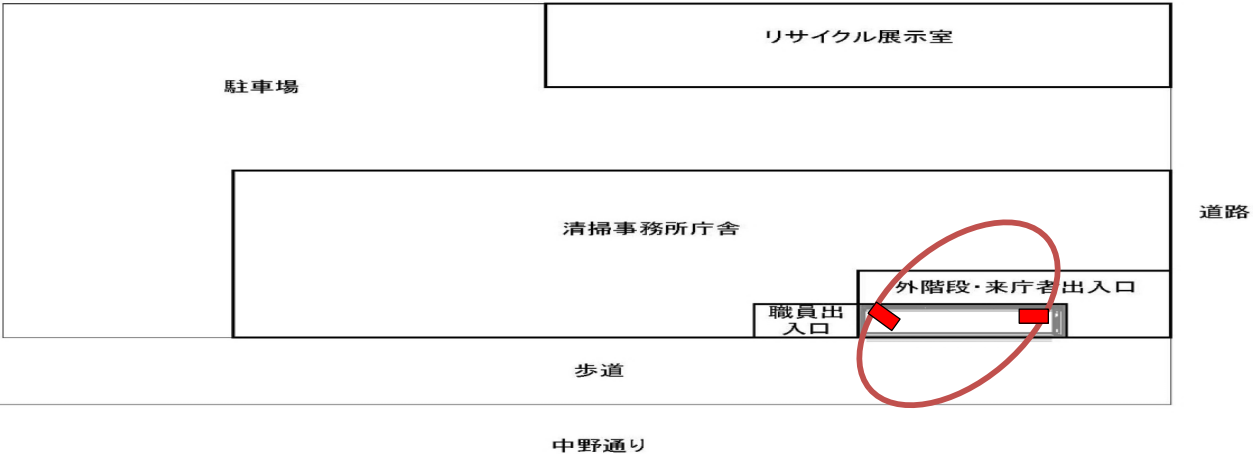 リサイクル展示室
駐車場
道路
清掃事務所庁舎
外階段・来庁者出入口
職員出
入口
歩道
中野通り